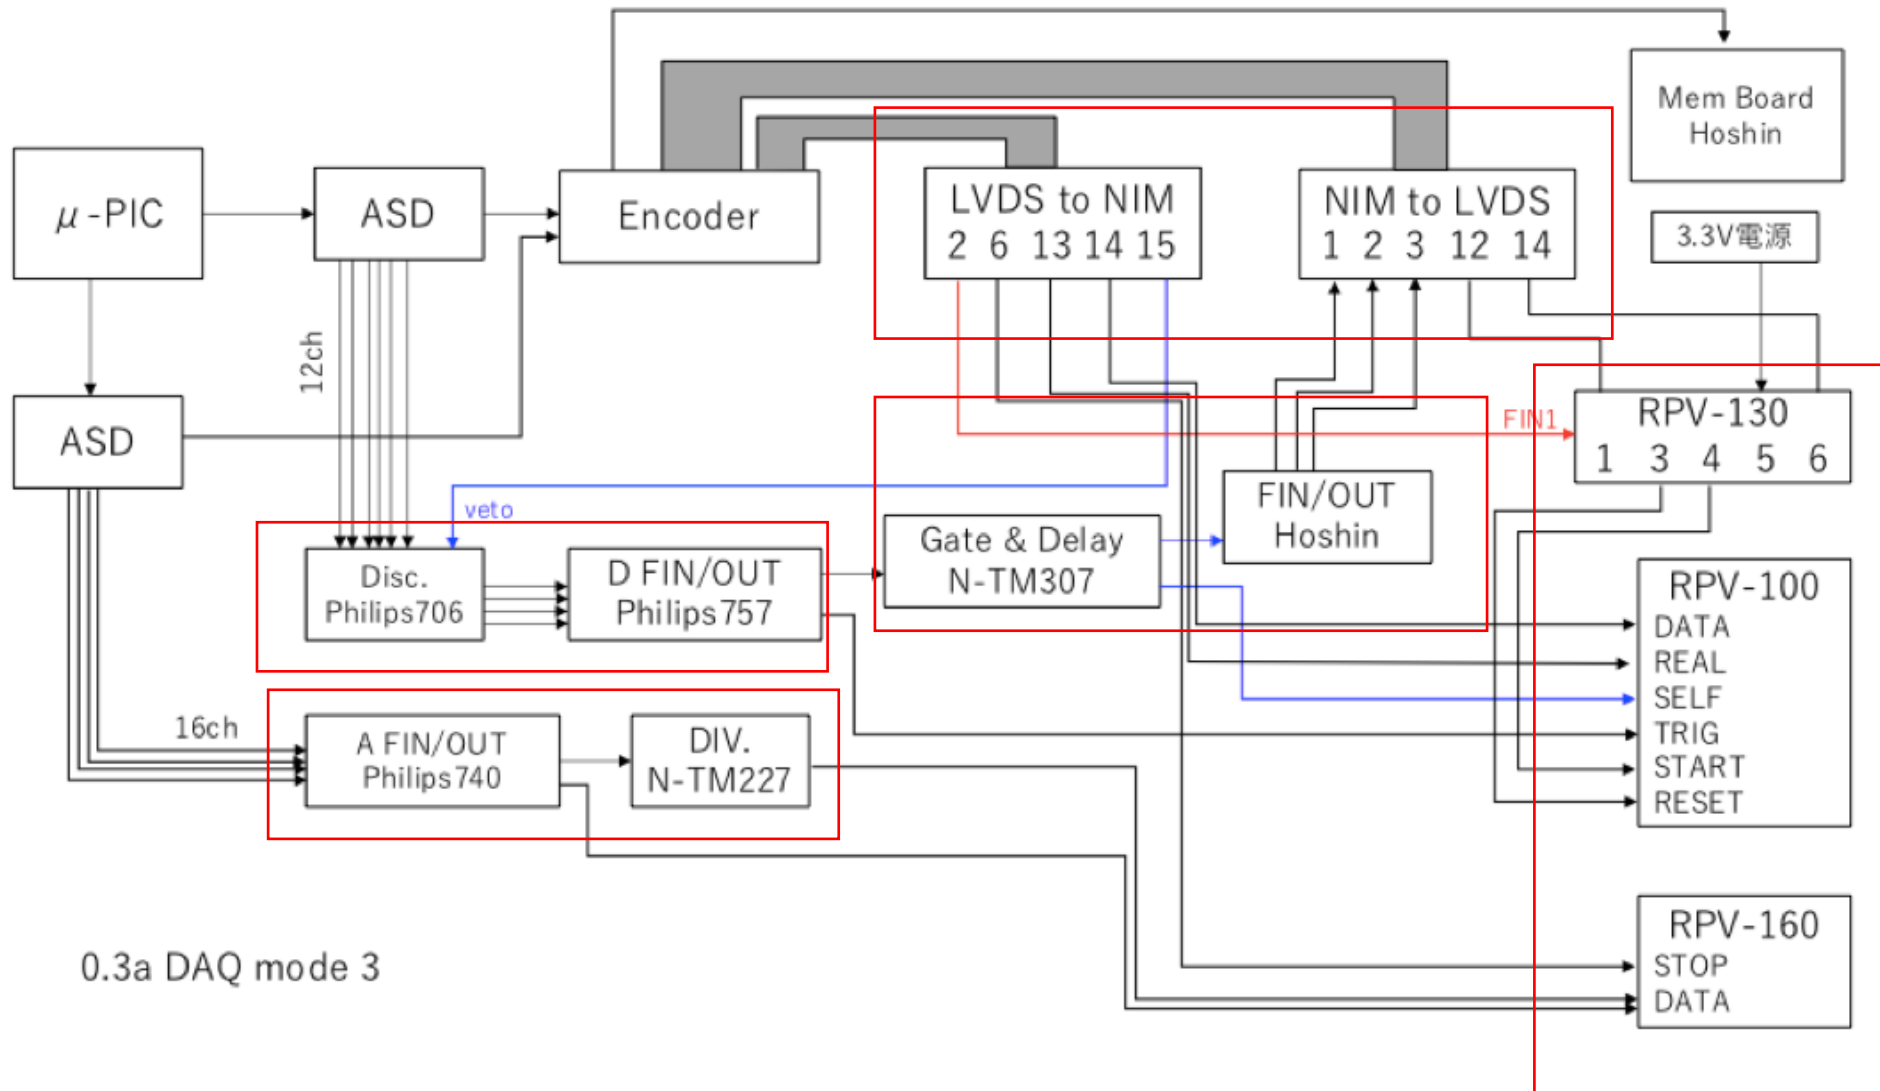 Mem Board
Hoshin
μ-PIC
ASD
Encoder
LVDS to NIM
2 6 13 14 15
NIM to LVDS
1 2 3 12 14
3.3V電源
12ch
ASD
FIN1
RPV-130
1 3 4 5 6
veto
FIN/OUT
Hoshin
Gate & Delay
N-TM307
Disc.
Philips706
D FIN/OUT
Philips757
RPV-100
DATA
REAL
SELF
TRIG
START
RESET
16ch
A FIN/OUT
Philips740
DIV.
N-TM227
RPV-160
STOP
DATA
0.3a DAQ mode 3